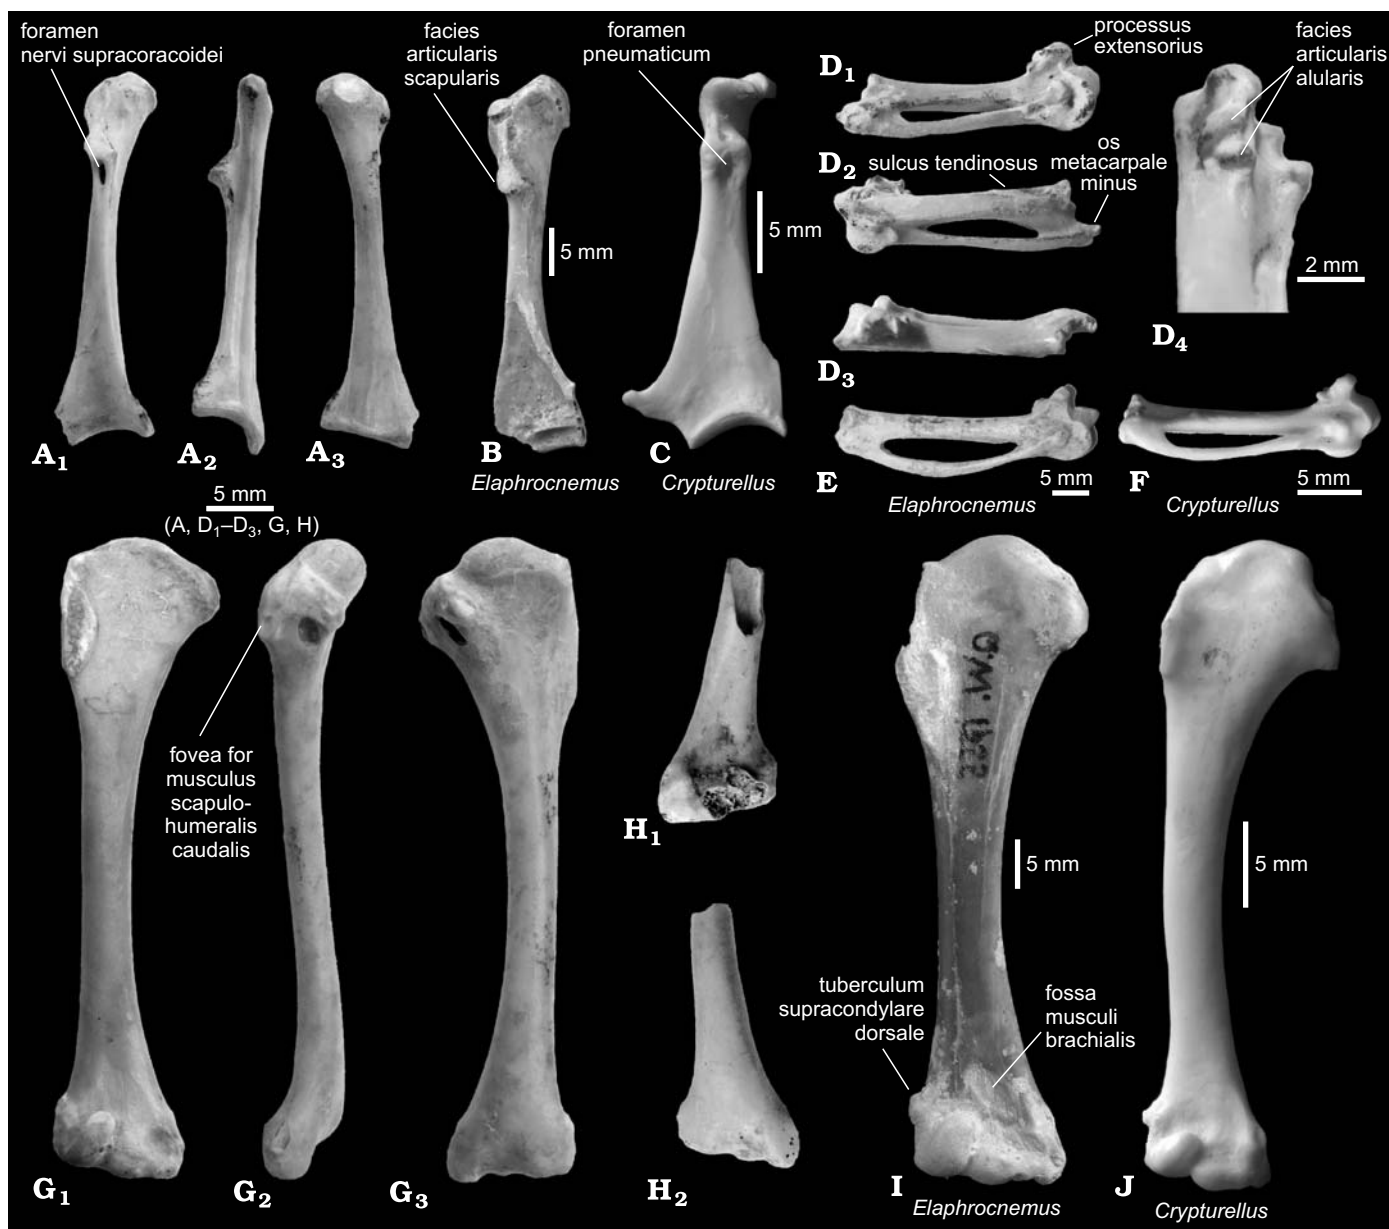 foramen
nervi supracoracoidei
facies
articularis
scapularis
foramen
pneumaticum
processus
extensorius
facies
articularis
alularis
D1
D2
sulcus tendinosus
os
metacarpale
minus
5 mm
5 mm
2 mm
D3
D4
A1
A2
A3
B
Elaphrocnemus
C
Crypturellus
E
Elaphrocnemus
5 mm
F
Crypturellus
5 mm
5 mm
(A, D1–D3, G, H)
fovea for
musculus
scapulo-
humeralis
caudalis
H1
5 mm
5 mm
tuberculum
supracondylare
dorsale
fossa
musculi
brachialis
G1
G2
G3
H2
I
Elaphrocnemus
J
Crypturellus